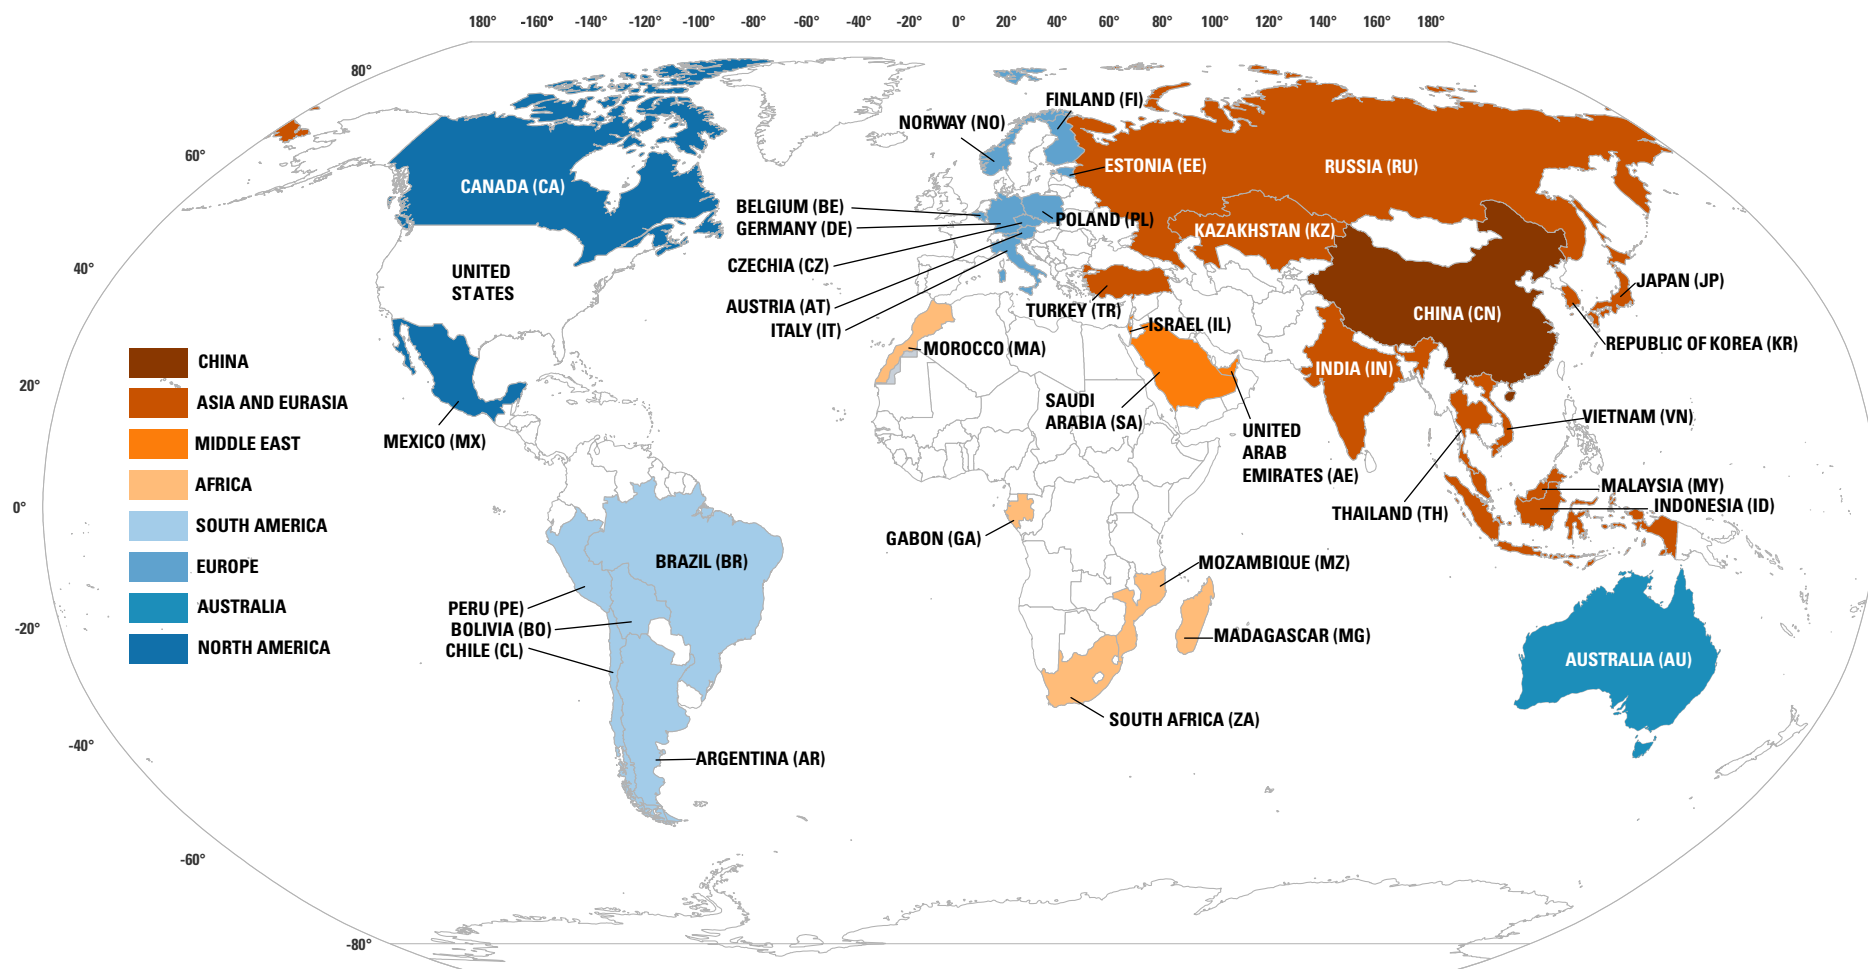 180° -160° -140° -120° -100° -80° -60° -40° -20° 0° 20° 40° 60° 80° 100° 120° 140° 160° 180°
80°
60°
40°
20°
0°
-20°
-40°
-60°
-80°
CANADA (CA)
UNITED
STATES
MEXICO (MX)
CHINA
ASIA AND EURASIA
MIDDLE EAST
AFRICA
SOUTH AMERICA
EUROPE
AUSTRALIA
NORTH AMERICA
BRAZIL (BR)
PERU (PE)
BOLIVIA (BO)
CHILE (CL)
ARGENTINA (AR)
FINLAND (FI)
NORWAY (NO)
ESTONIA (EE)
BELGIUM (BE)
GERMANY (DE)
POLAND (PL)
CZECHIA (CZ)
AUSTRIA (AT)
ITALY (IT)
TURKEY (TR)
ISRAEL (IL)
MOROCCO (MA)
SAUDI
ARABIA (SA)
UNITED
ARAB
EMIRATES (AE)
GABON (GA)
MOZAMBIQUE (MZ)
MADAGASCAR (MG)
SOUTH AFRICA (ZA)
RUSSIA (RU)
KAZAKHSTAN (KZ)
CHINA (CN)
INDIA (IN)
JAPAN (JP)
REPUBLIC OF KOREA (KR)
VIETNAM (VN)
MALAYSIA (MY)
INDONESIA (ID)
THAILAND (TH)
AUSTRALIA (AU)